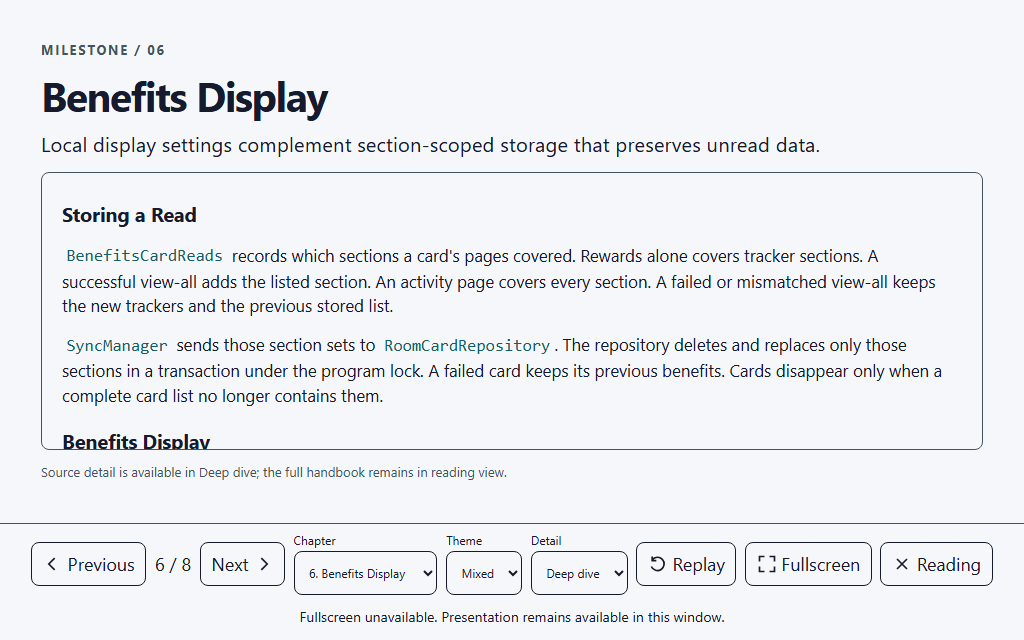 MILESTONE / 06
Benefits Display
Local display settings complement section-scoped storage that preserves unread data.
Storing a Read
BenefitsCardReads records which sections a card's pages covered. Rewards alone covers tracker sections. A
successful view-all adds the listed section. An activity page covers every section. A failed or mismatched view-all keeps
the new trackers and the previous stored list.
SyncManager sends those section sets to RoomCardRepository. The repository deletes and replaces only those
sections in a transaction under the program lock. A failed card keeps its previous benefits. Cards disappear only when a
complete card list no longer contains them.
Benefits Display
Source detail is available in Deep dive; the full handbook remains in reading view.
Chapter Theme Detail
Previous 6 / 8 Next 6. Benefits Display Mixed Deep dive Replay Fullscreen Reading
Fullscreen unavailable. Presentation remains available in this window.